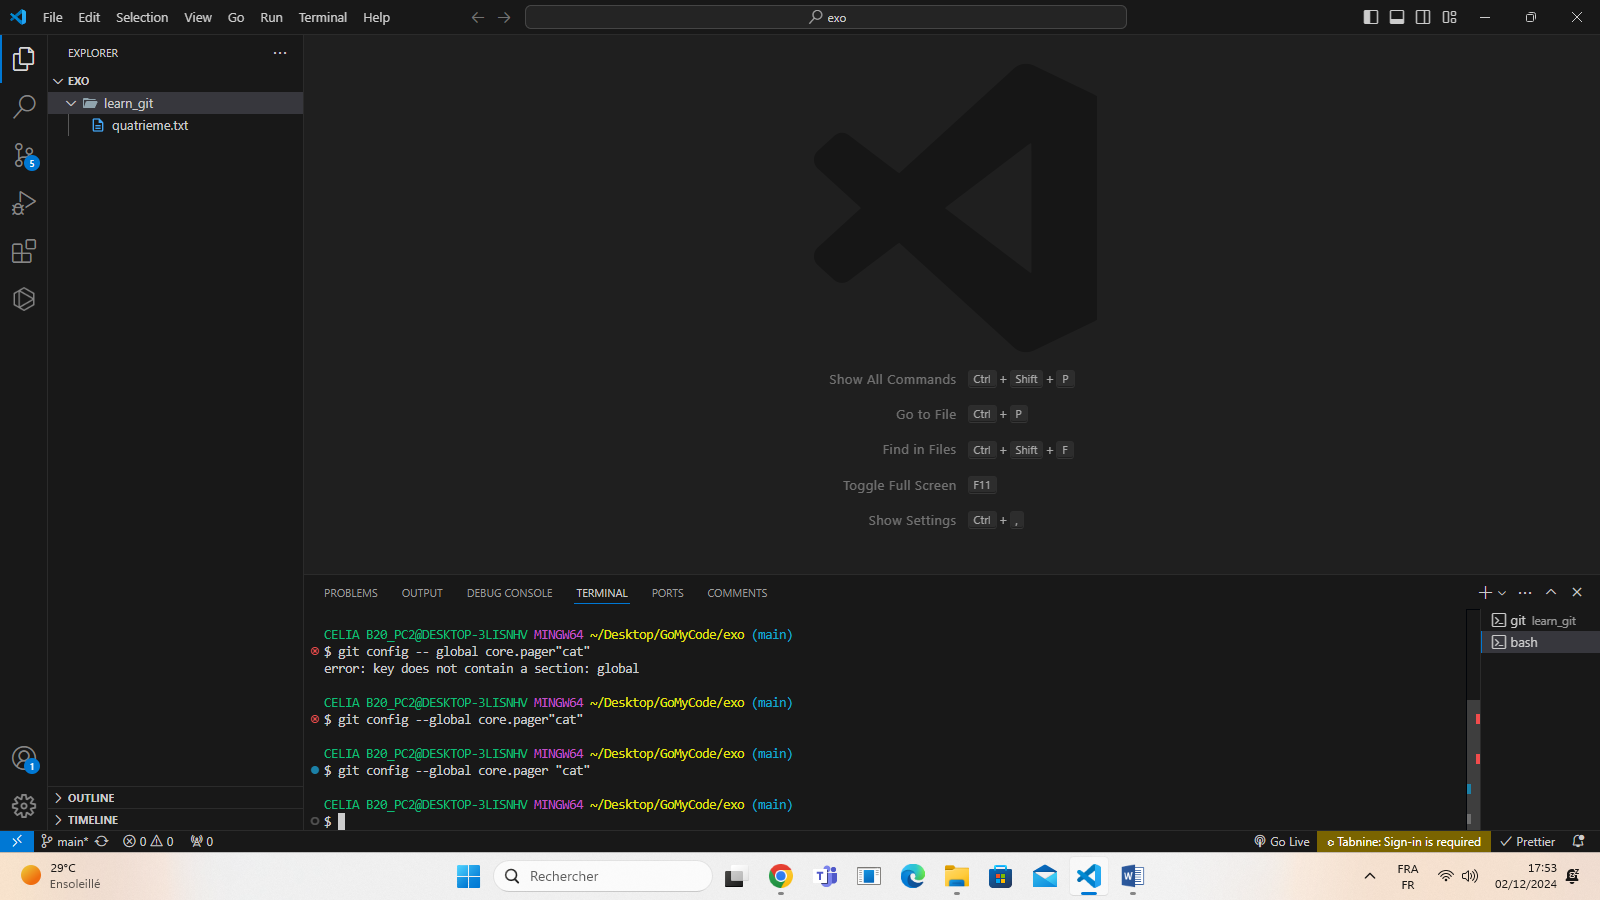 File Edit Selection View Go Run Terminal Help
exo
EXPLORER
EXO
learn_git
quatrieme.txt
5
Show All Commands Ctrl + Shift + P
Go to File Ctrl + P
Find in Files Ctrl + Shift + F
Toggle Full Screen F11
Show Settings Ctrl + ,
PROBLEMS OUTPUT DEBUG CONSOLE TERMINAL PORTS COMMENTS
git learn_git
bash
CELIA B20_PC2@DESKTOP-3LISNHV MINGW64 ~/Desktop/GoMyCode/exo (main)
$ git config -- global core.pager"cat"
error: key does not contain a section: global
CELIA B20_PC2@DESKTOP-3LISNHV MINGW64 ~/Desktop/GoMyCode/exo (main)
$ git config --global core.pager"cat"
CELIA B20_PC2@DESKTOP-3LISNHV MINGW64 ~/Desktop/GoMyCode/exo (main)
$ git config --global core.pager "cat"
CELIA B20_PC2@DESKTOP-3LISNHV MINGW64 ~/Desktop/GoMyCode/exo (main)
$
1
OUTLINE
TIMELINE
main* 0 0 0 Go Live Tabnine: Sign-in is required Prettier
29°C
Ensoleillé
Rechercher
FRA
FR
17:53
02/12/2024